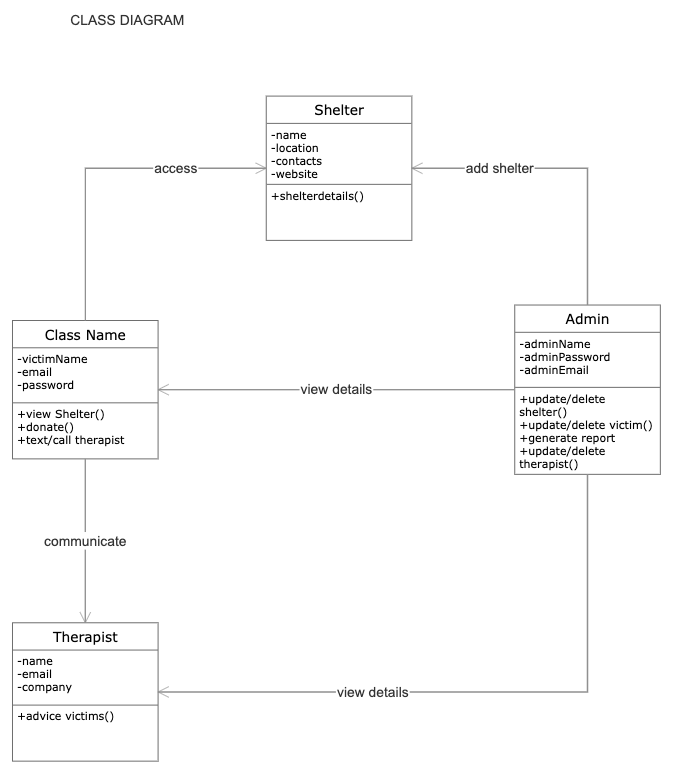 CLASS DIAGRAM
Shelter
-name
-location
-contacts
-website
+shelterdetails()
access
add shelter
Class Name
-victimName
-email
-password
+view Shelter()
+donate()
+text/call therapist
Admin
-adminName
-adminPassword
-adminEmail
+update/delete
shelter()
+update/delete victim()
+generate report
+update/delete
therapist()
view details
communicate
Therapist
-name
-email
-company
+advice victims()
view details